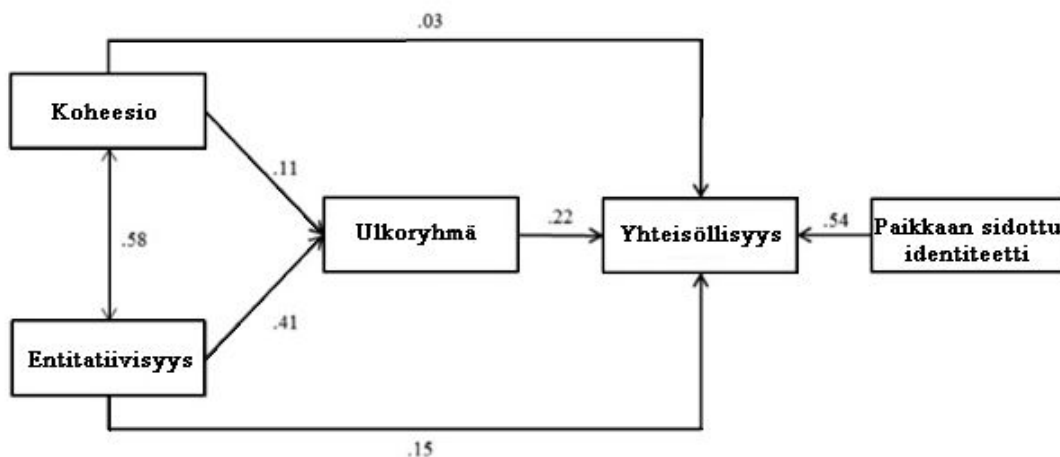 .03
Koheesio
.11
.58
Ulkoryhmä
.22
Yhteisöllisyys
.54
Paikkaan sidottu
identiteetti
.41
Entitatiivisyys
.15